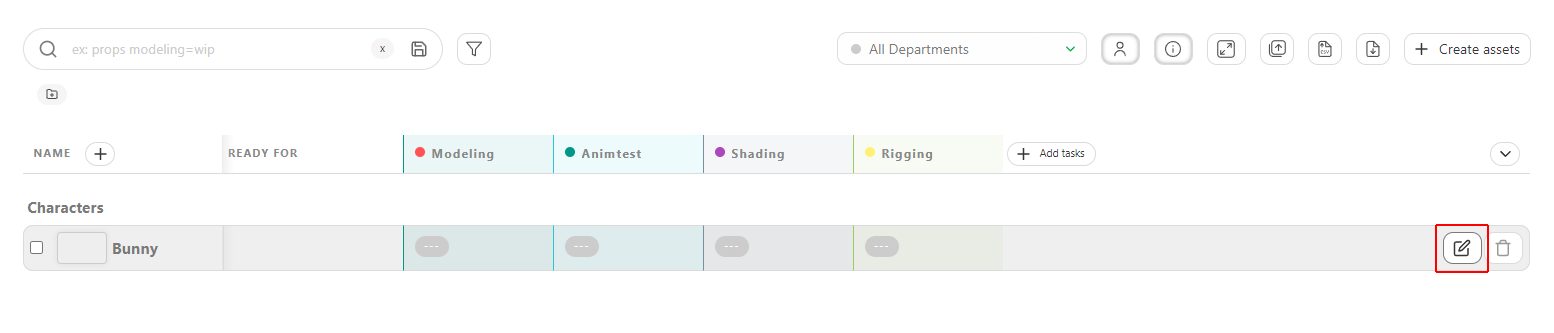 ex: props modeling=wip x All Departments CSV Create assets
NAME READY FOR Modeling Animtest Shading Rigging Add tasks
Characters
Bunny --- --- --- ---